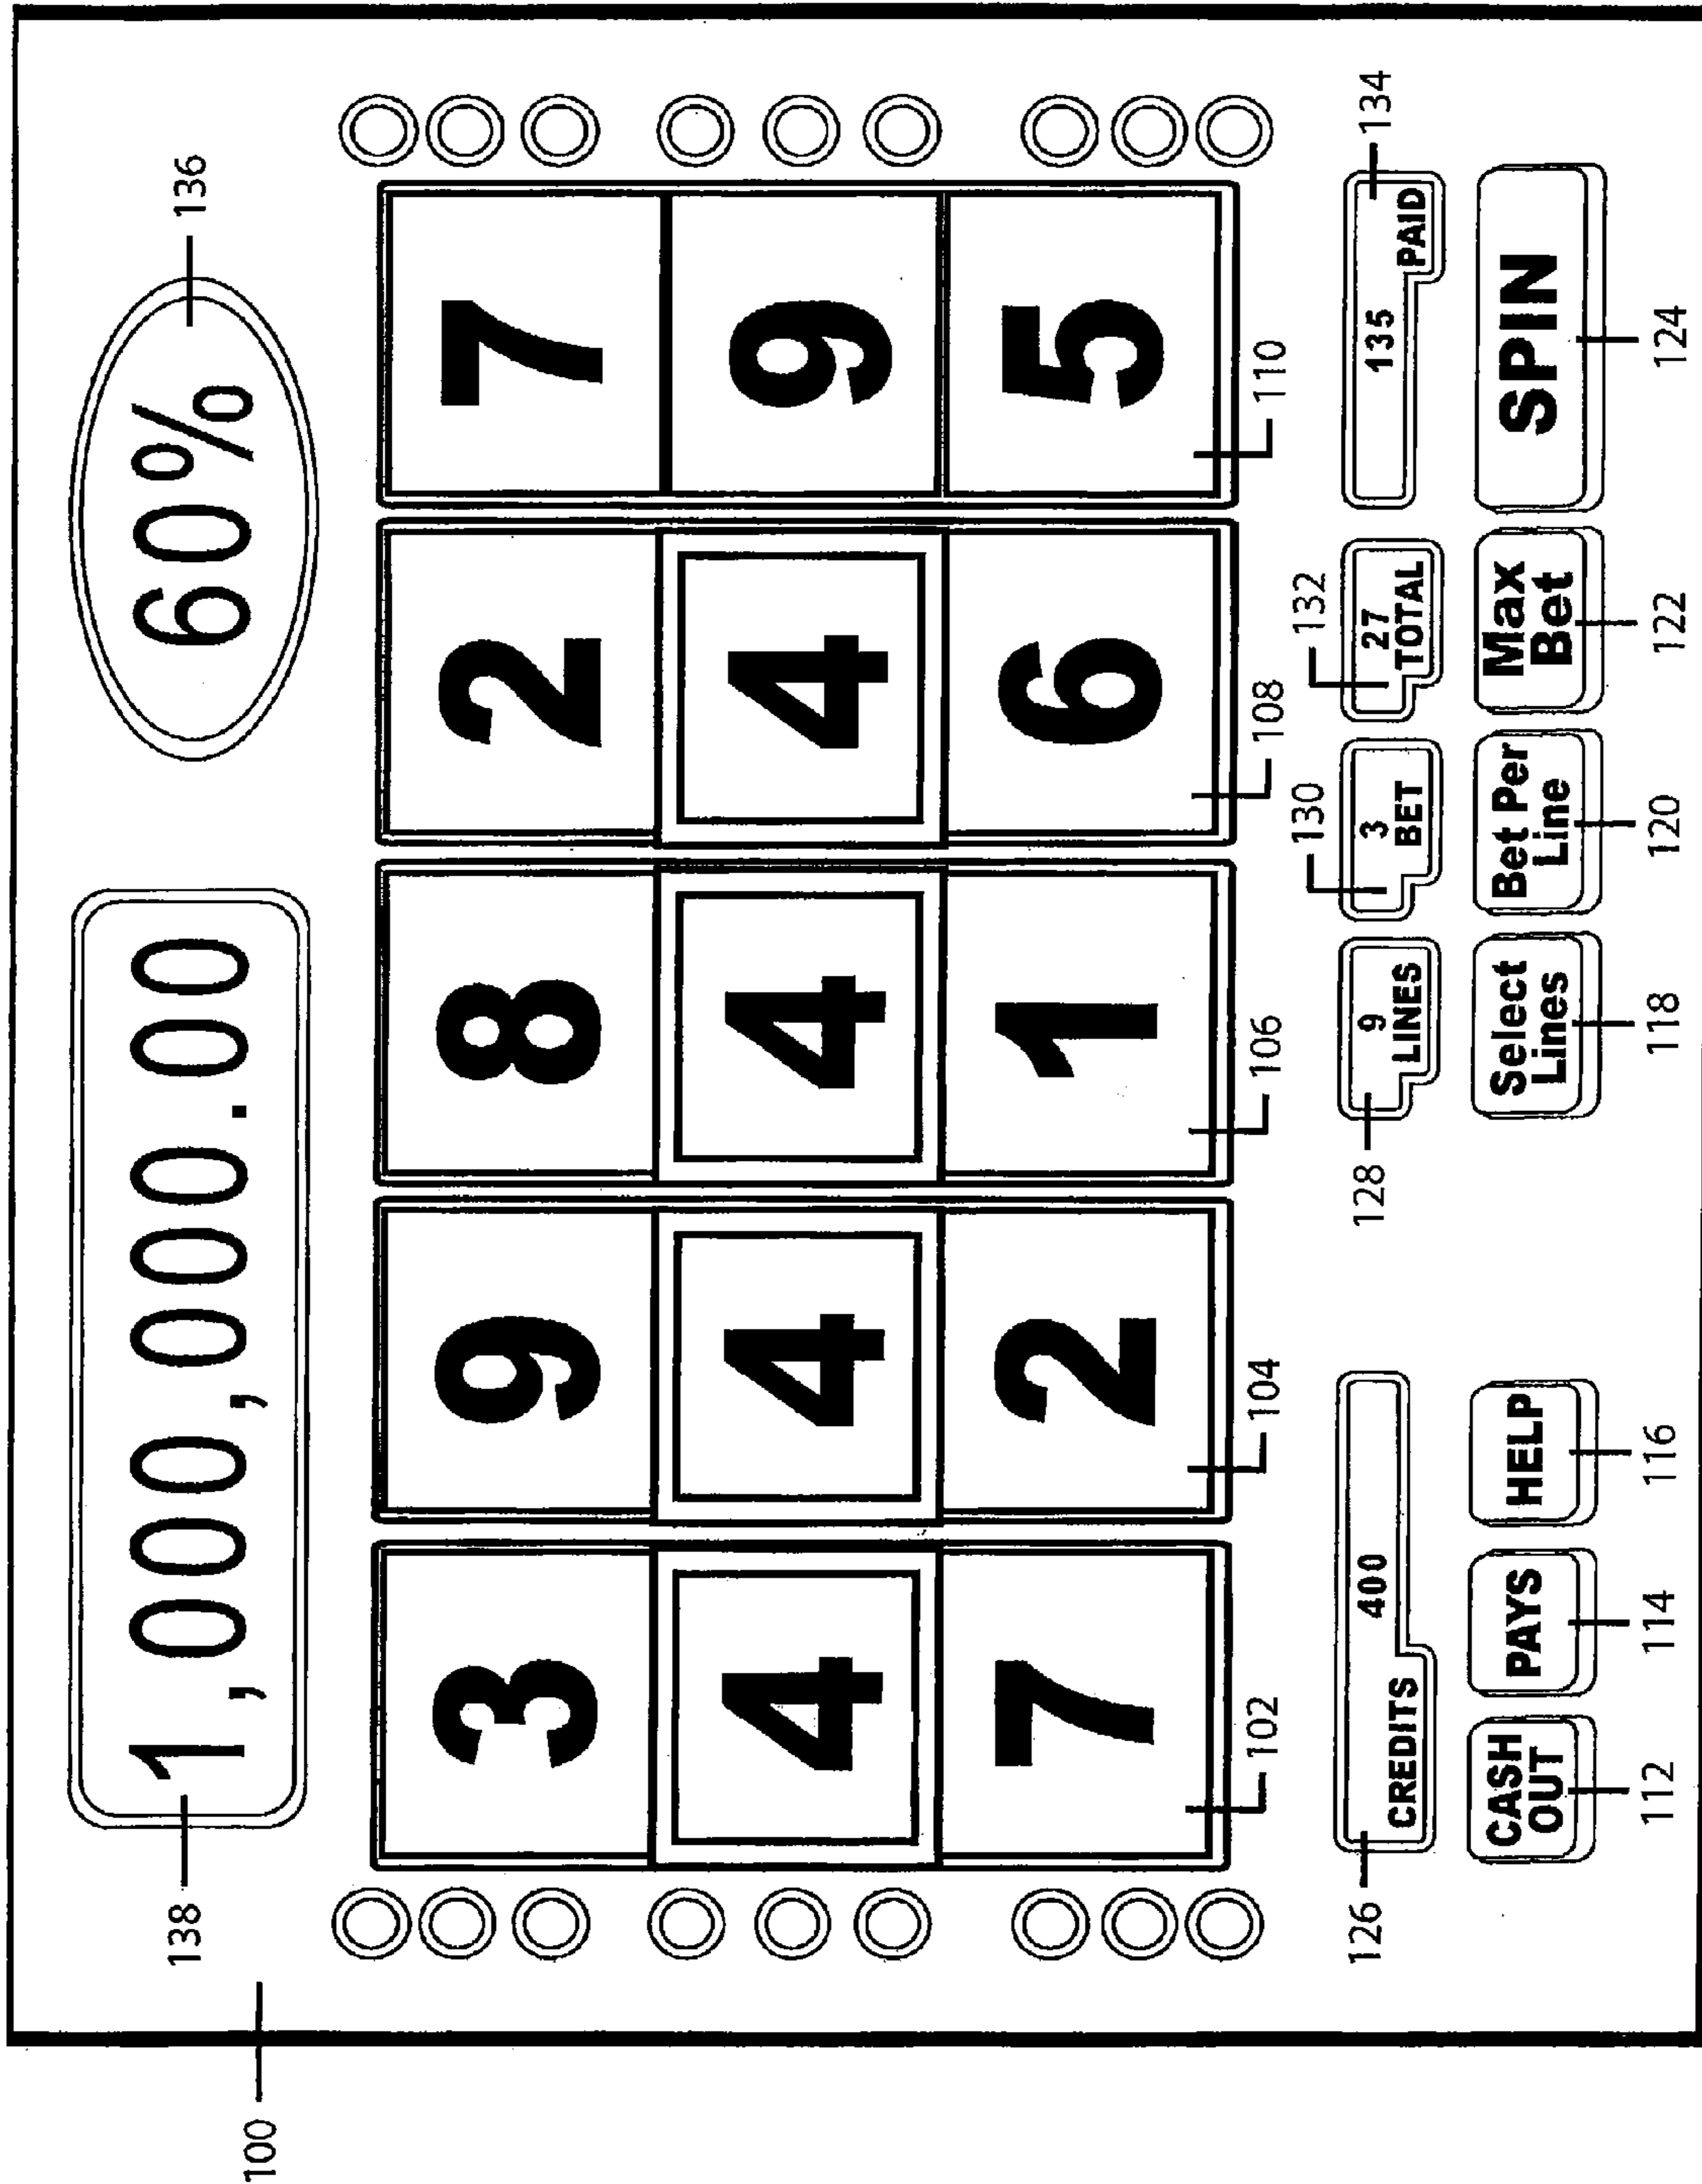 138
1,000,000.00
60%
136
100
3 9 8 2 7
4 4 4 4 9
7 2 1 6 5
102 104 106 108 110
130 132
126 128 134
400 9 3 27 135
CREDITS LINES BET TOTAL PAID
CASH OUT
PAYS
HELP
Select Lines
Bet Per Line
Max Bet
SPIN
112 114 116 118 120 122 124